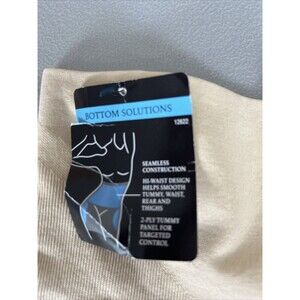 BOTTOM SOLUTIONS
12622
SEAMLESS
CONSTRUCTION
HI-WAIST DESIGN
HELPS SMOOTH
TUMMY, WAIST,
REAR AND
THIGHS
2-PLY TUMMY
PANEL FOR
TARGETED
CONTROL